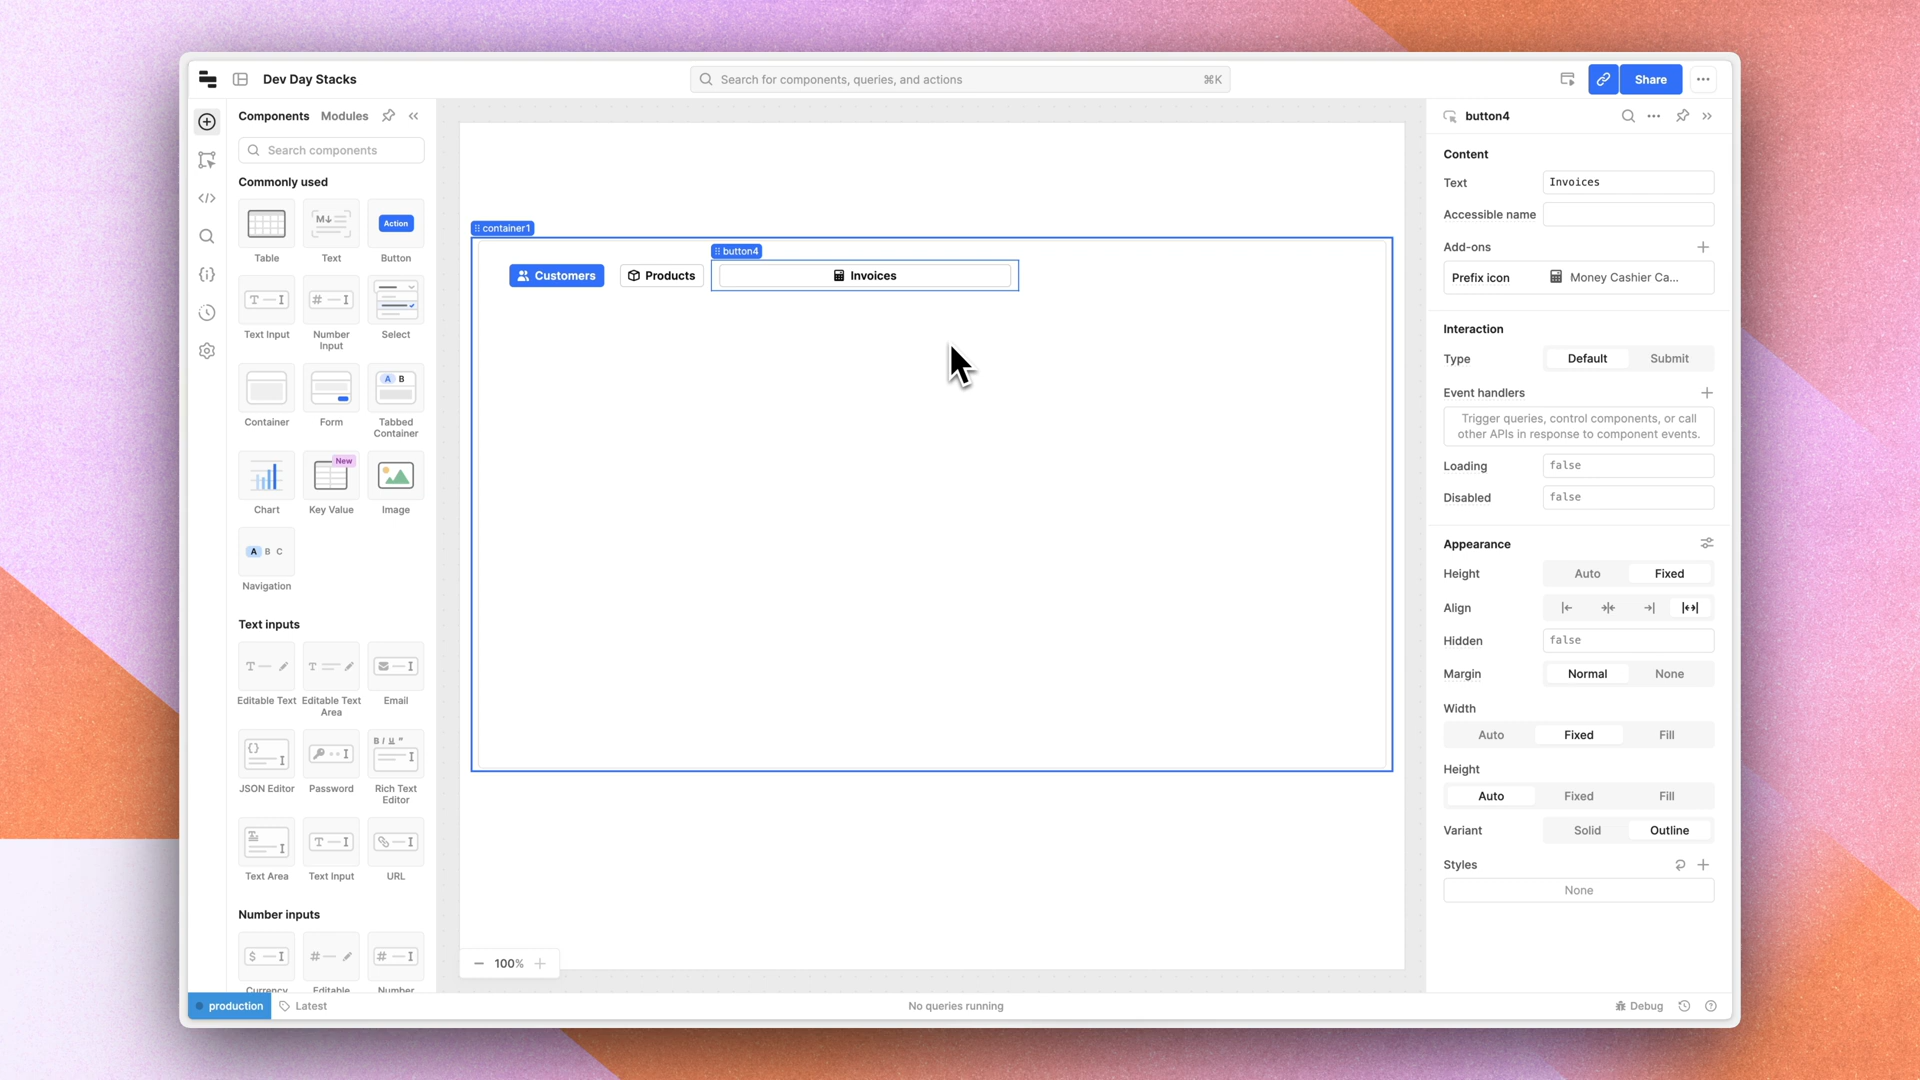 Dev Day Stacks
Search for components, queries, and actions
⌘K
Share
Components
Modules
Search components
Commonly used
M↓
Action
Table
Text
Button
T
#
Text Input
Number Input
Select
A B
Container
Form
Tabbed Container
New
Chart
Key Value
Image
A B C
Navigation
Text inputs
T
T
Editable Text
Editable Text Area
Email
{}
B I U "
JSON Editor
Password
Rich Text Editor
T
T
Text Area
Text Input
URL
Number inputs
$
#
#
Currency
Editable
Number
container1
button4
Customers
Products
Invoices
100%
button4
Content
Text
Invoices
Accessible name
Add-ons
Prefix icon
Money Cashier Ca...
Interaction
Type
Default
Submit
Event handlers
Trigger queries, control components, or call
other APIs in response to component events.
Loading
false
Disabled
false
Appearance
Height
Auto
Fixed
Align
Hidden
false
Margin
Normal
None
Width
Auto
Fixed
Fill
Height
Auto
Fixed
Fill
Variant
Solid
Outline
Styles
None
production
Latest
No queries running
Debug